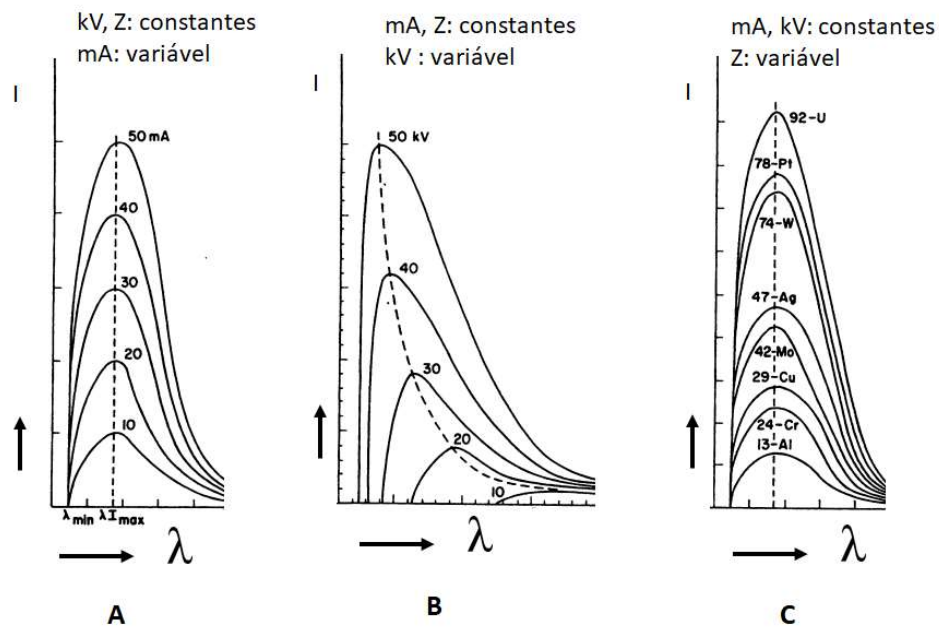 kV, Z: constantes
mA: variável
I
50 mA
40
30
20
10
λ min λ I max
λ
A
mA, Z: constantes
kV : variável
I
50 kV
40
30
20
10
λ
B
mA, kV: constantes
Z: variável
I
92-U
78-Pt
74-W
47-Ag
42-Mo
29-Cu
24-Cr
13-Al
λ
C